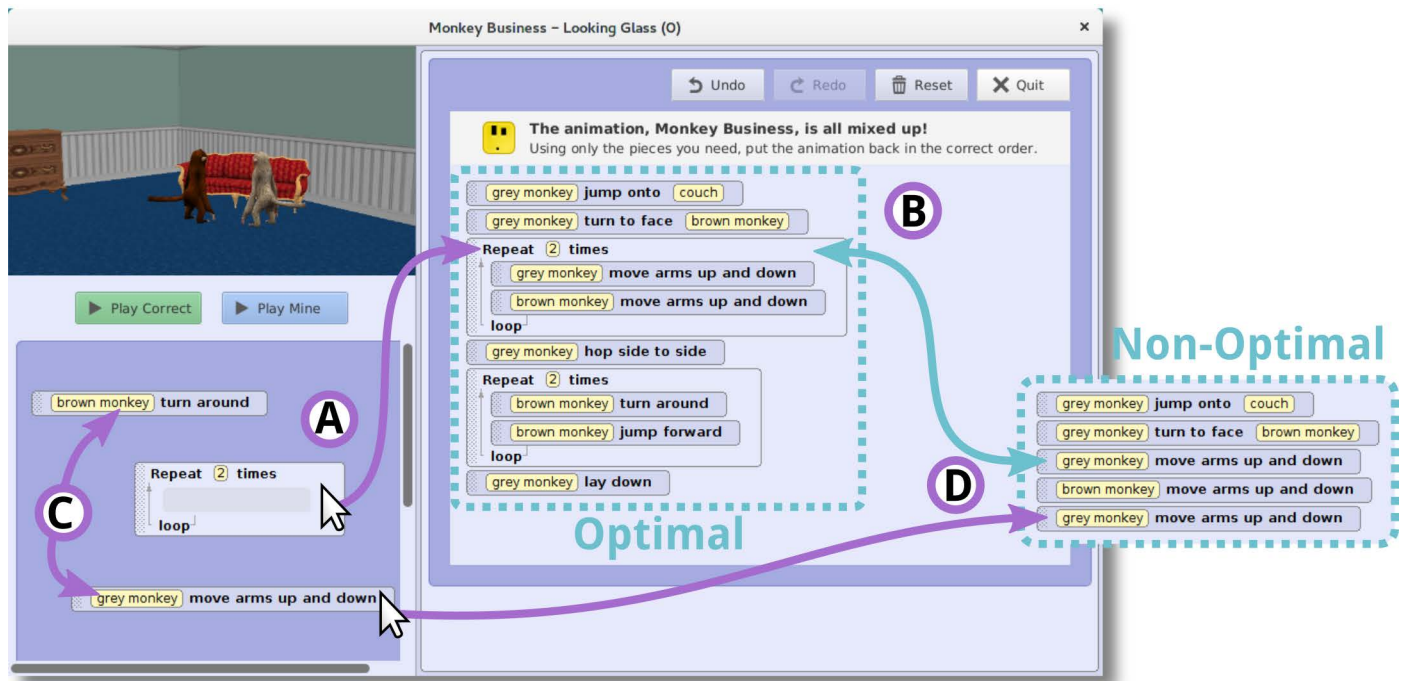 Monkey Business – Looking Glass (O)
×
Undo
Redo
Reset
Quit
The animation, Monkey Business, is all mixed up!
Using only the pieces you need, put the animation back in the correct order.
Play Correct
Play Mine
brown monkey turn around
A
Repeat 2 times
loop
C
grey monkey move arms up and down
grey monkey jump onto couch
grey monkey turn to face brown monkey
Repeat 2 times
grey monkey move arms up and down
brown monkey move arms up and down
loop
grey monkey hop side to side
Repeat 2 times
brown monkey turn around
brown monkey jump forward
loop
grey monkey lay down
Optimal
B
D
Non-Optimal
grey monkey jump onto couch
grey monkey turn to face brown monkey
grey monkey move arms up and down
brown monkey move arms up and down
grey monkey move arms up and down